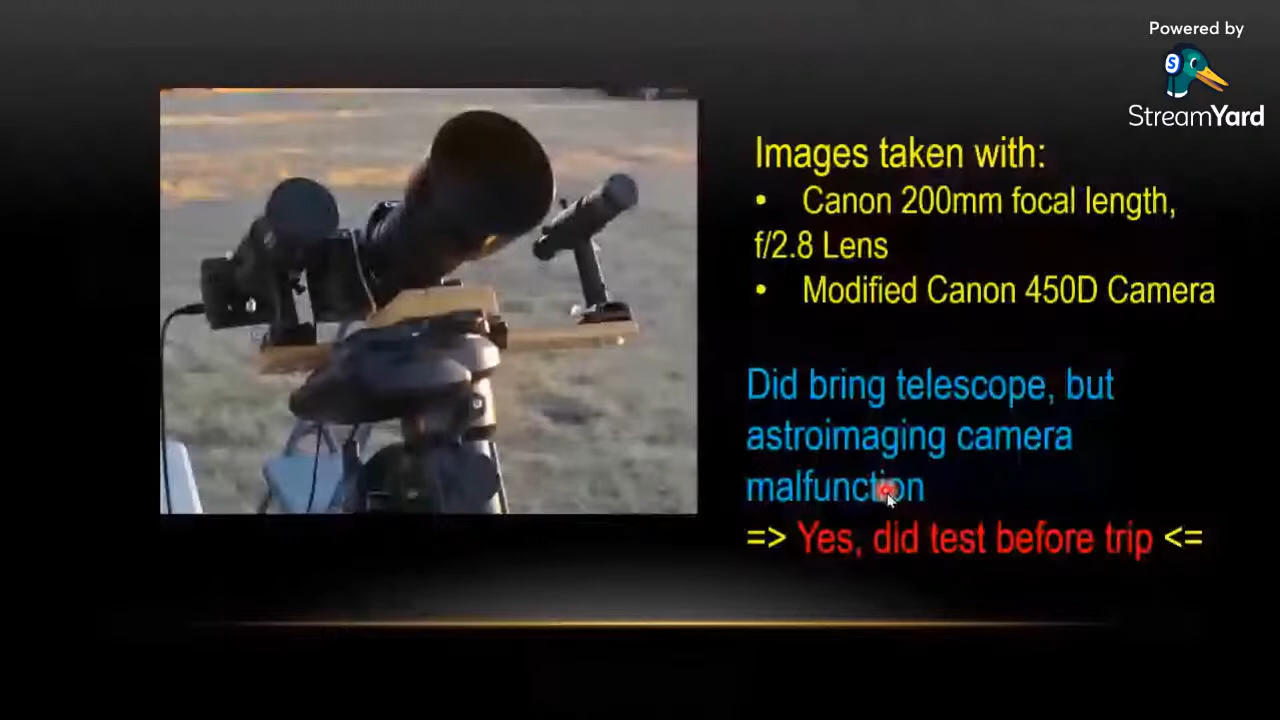 Powered by
S
StreamYard
Images taken with:
• Canon 200mm focal length,
f/2.8 Lens
• Modified Canon 450D Camera
Did bring telescope, but
astroimaging camera
malfunction
=> Yes, did test before trip <=